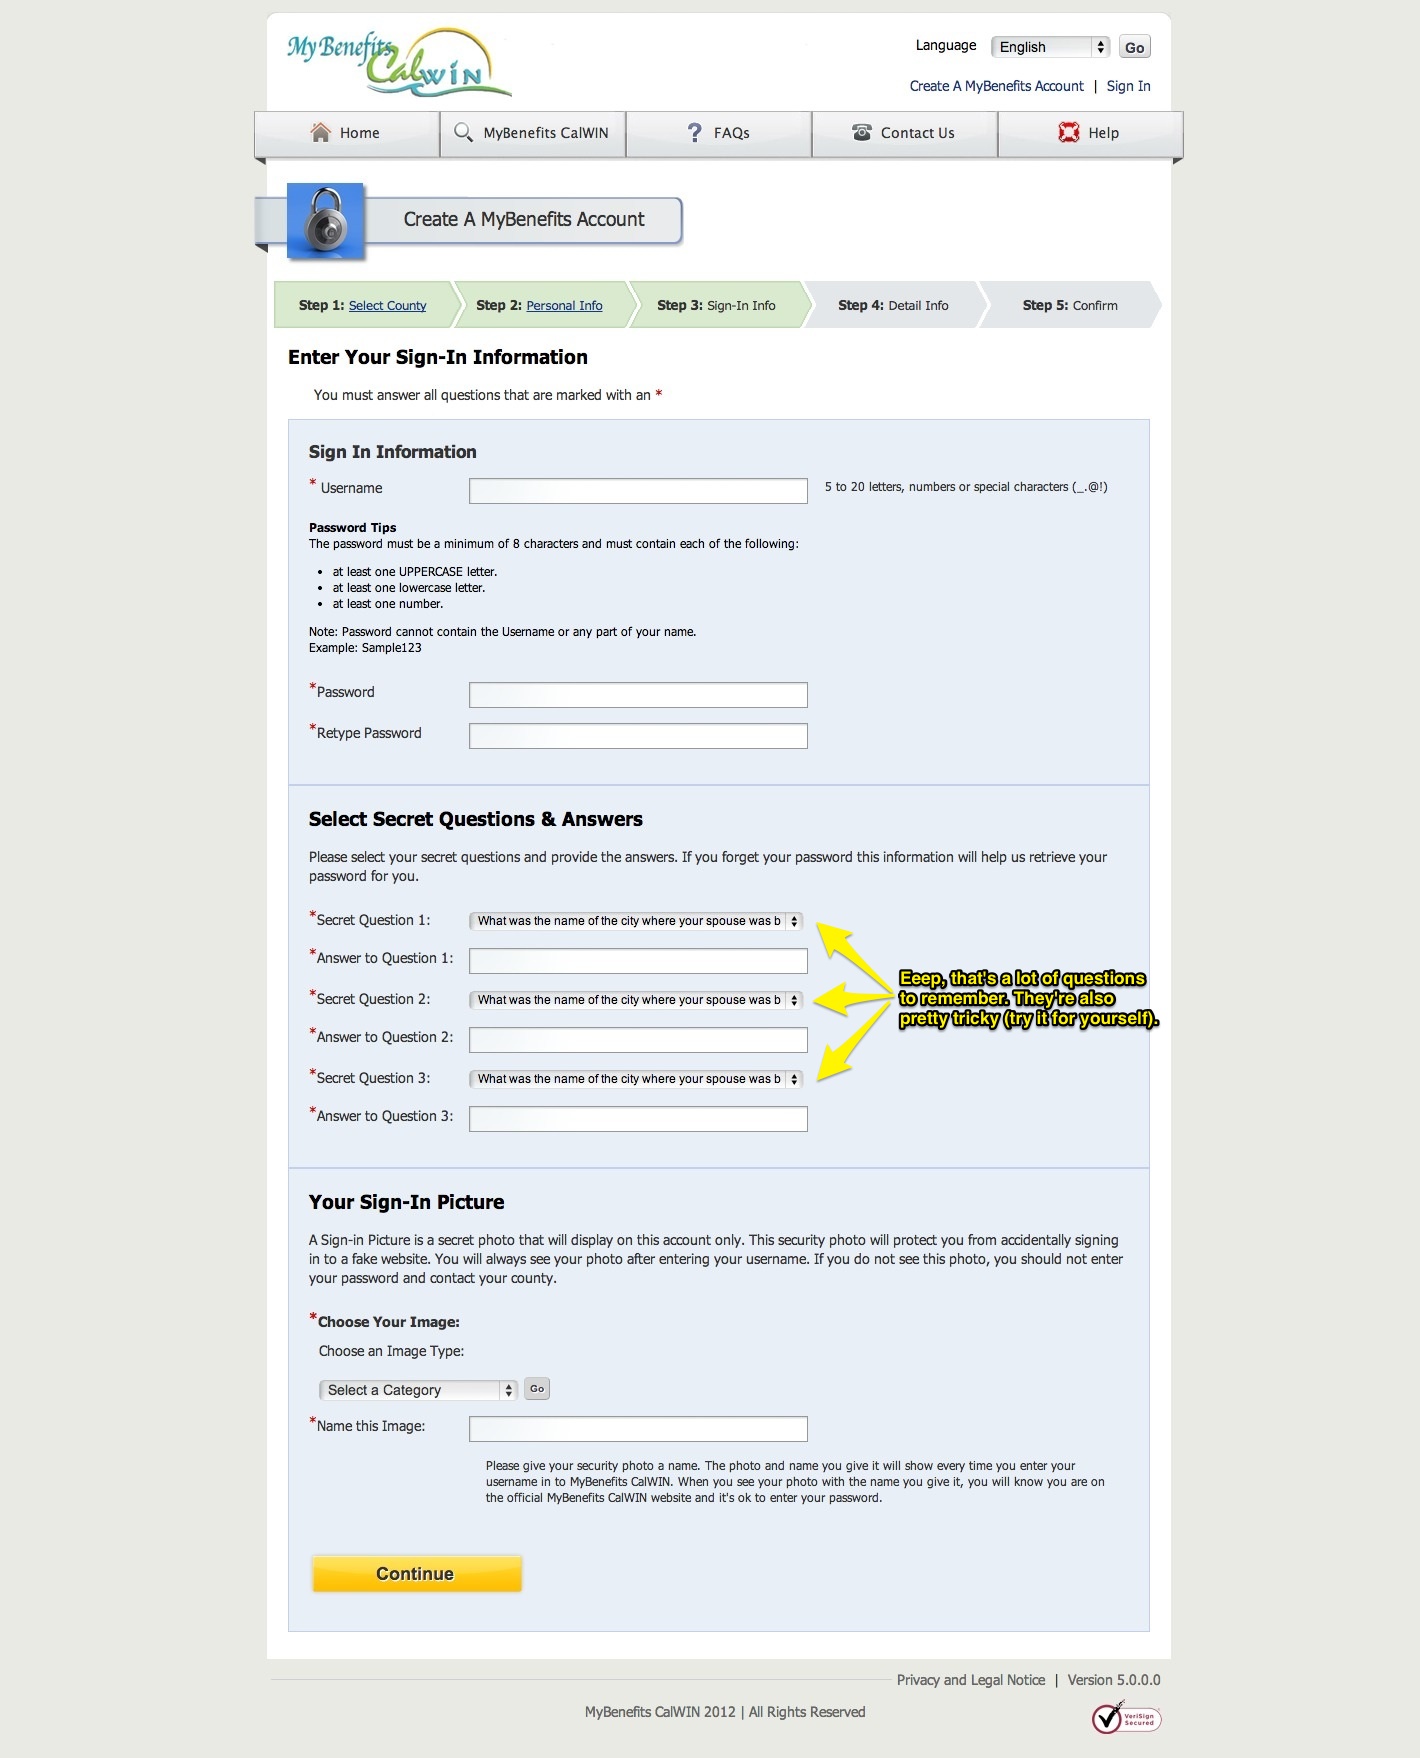 My Benefits
CalWIN
Language English Go
Create A MyBenefits Account | Sign In
Home MyBenefits CalWIN ? FAQs Contact Us Help
Create A MyBenefits Account
Step 1: Select County Step 2: Personal Info Step 3: Sign-In Info Step 4: Detail Info Step 5: Confirm
Enter Your Sign-In Information
You must answer all questions that are marked with an *
Sign In Information
* Username 5 to 20 letters, numbers or special characters (_.@!)
Password Tips
The password must be a minimum of 8 characters and must contain each of the following:
• at least one UPPERCASE letter.
• at least one lowercase letter.
• at least one number.
Note: Password cannot contain the Username or any part of your name.
Example: Sample123
*Password
*Retype Password
Select Secret Questions & Answers
Please select your secret questions and provide the answers. If you forget your password this information will help us retrieve your
password for you.
*Secret Question 1: What was the name of the city where your spouse was b
*Answer to Question 1:
*Secret Question 2: What was the name of the city where your spouse was b
*Answer to Question 2:
*Secret Question 3: What was the name of the city where your spouse was b
*Answer to Question 3:
Eeep, that's a lot of questions
to remember. They're also
pretty tricky (try it for yourself).
Your Sign-In Picture
A Sign-in Picture is a secret photo that will display on this account only. This security photo will protect you from accidentally signing
in to a fake website. You will always see your photo after entering your username. If you do not see this photo, you should not enter
your password and contact your county.
*Choose Your Image:
Choose an Image Type:
Select a Category Go
*Name this Image:
Please give your security photo a name. The photo and name you give it will show every time you enter your
username in to MyBenefits CalWIN. When you see your photo with the name you give it, you will know you are on
the official MyBenefits CalWIN website and it's ok to enter your password.
Continue
Privacy and Legal Notice | Version 5.0.0.0
MyBenefits CalWIN 2012 | All Rights Reserved
VeriSign
Secured